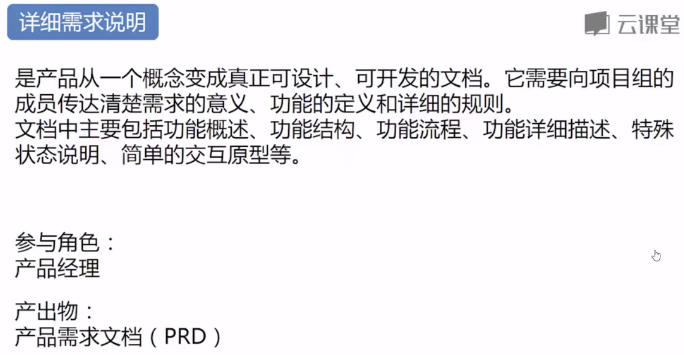 详细需求说明
云课堂
是产品从一个概念变成真正可设计、可开发的文档。它需要向项目组的
成员传达清楚需求的意义、功能的定义和详细的规则。
文档中主要包括功能概述、功能结构、功能流程、功能详细描述、特殊
状态说明、简单的交互原型等。
参与角色：
产品经理
产出物：
产品需求文档（PRD）